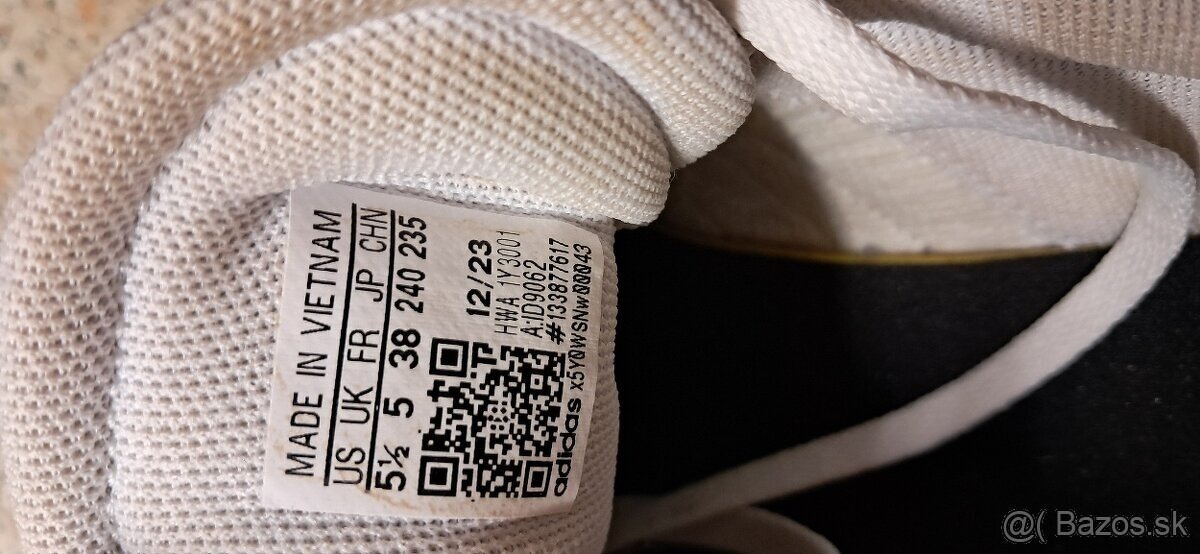 MADE IN VIETNAM
US UK FR JP CHN
5½ 5 38 240 235
12/23
HWA 1Y3001
A:ID9062
#133877617
adidas x5Y0WSNwQQQ43
@( Bazos.sk